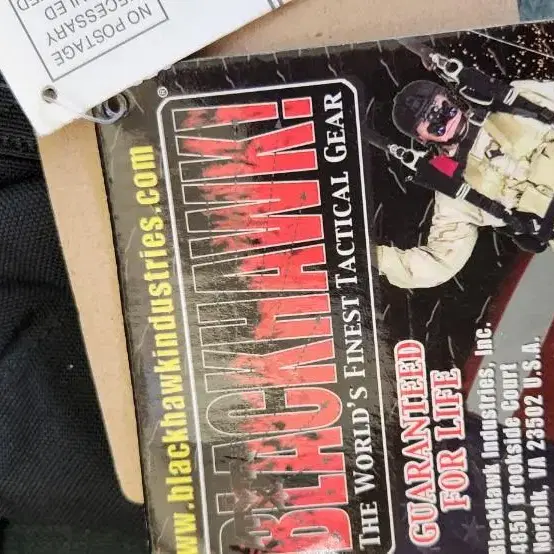 NO POSTAGE
NECESSARY
www.blackhawkindustries.com
BLACKHAWK!
®
THE WORLD'S FINEST TACTICAL GEAR
GUARANTEED
FOR LIFE
Blackhawk Industries, Inc.
4850 Brookside Court
Norfolk, VA 23502 U.S.A.